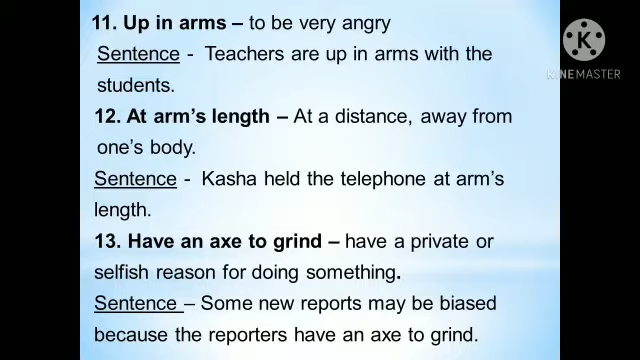 11. Up in arms – to be very angry
Sentence - Teachers are up in arms with the
students.
12. At arm's length – At a distance, away from
one's body.
Sentence - Kasha held the telephone at arm's
length.
13. Have an axe to grind – have a private or
selfish reason for doing something.
Sentence – Some new reports may be biased
because the reporters have an axe to grind.
KINEMASTER